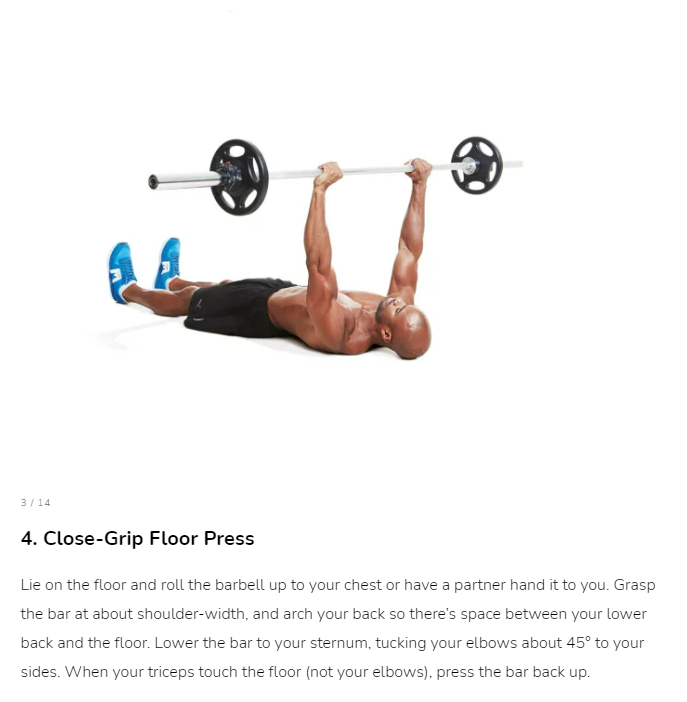 3 / 14
4. Close-Grip Floor Press
Lie on the floor and roll the barbell up to your chest or have a partner hand it to you. Grasp
the bar at about shoulder-width, and arch your back so there's space between your lower
back and the floor. Lower the bar to your sternum, tucking your elbows about 45° to your
sides. When your triceps touch the floor (not your elbows), press the bar back up.